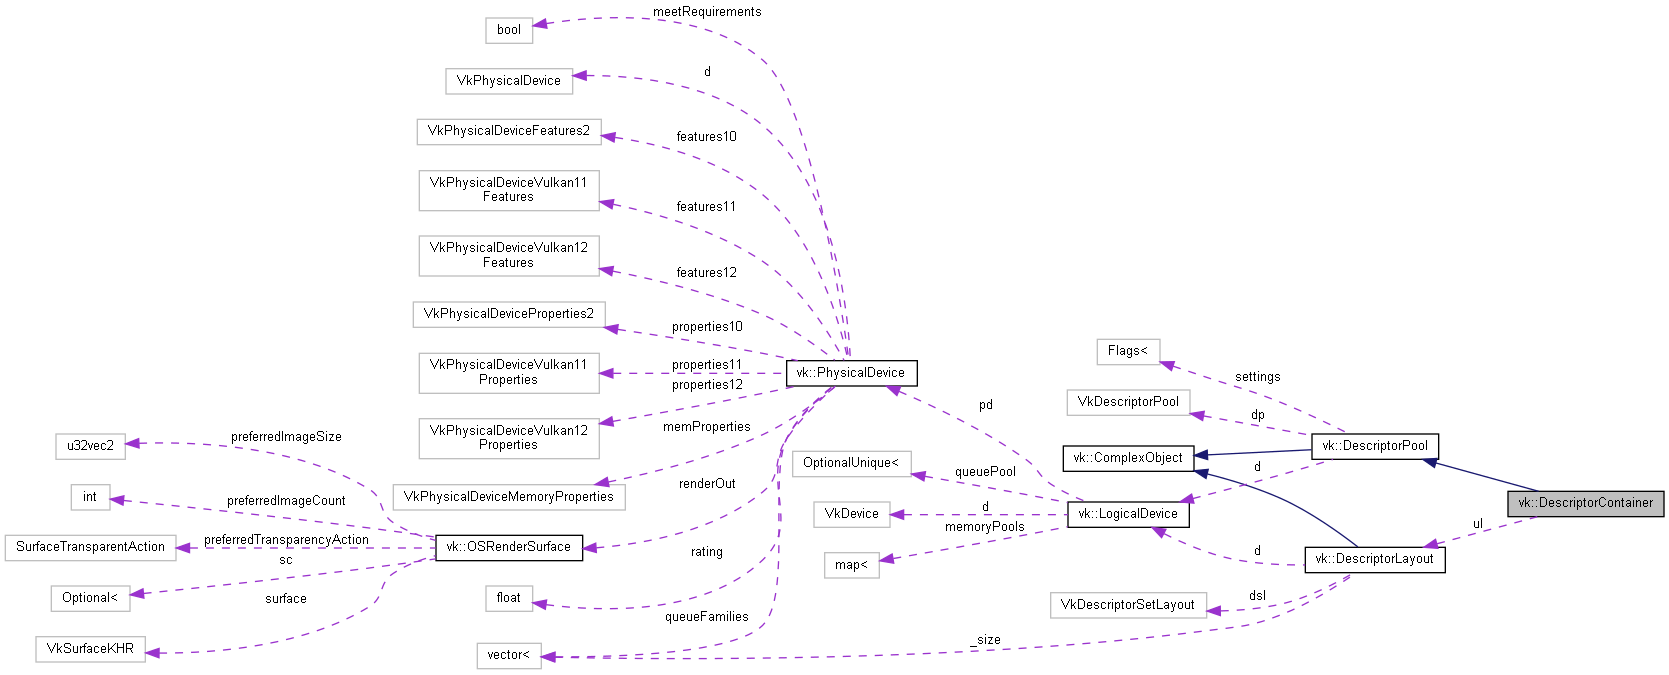 meetRequirements
bool
d
VkPhysicalDevice
features10
VkPhysicalDeviceFeatures2
VkPhysicalDeviceVulkan11
Features
features11
VkPhysicalDeviceVulkan12
Features
features12
VkPhysicalDeviceProperties2
properties10
VkPhysicalDeviceVulkan11
Properties
properties11
vk::PhysicalDevice
properties12
VkPhysicalDeviceVulkan12
Properties
memProperties
VkPhysicalDeviceMemoryProperties
renderOut
u32vec2
preferredImageSize
int
preferredImageCount
SurfaceTransparentAction
preferredTransparencyAction
vk::OSRenderSurface
sc
Optional<
surface
VkSurfaceKHR
rating
float
queueFamilies
vector<
pd
OptionalUnique<
queuePool
VkDevice
d
memoryPools
map<
vk::LogicalDevice
Flags<
settings
VkDescriptorPool
dp
vk::ComplexObject
vk::DescriptorPool
d
vk::DescriptorContainer
ul
d
vk::DescriptorLayout
VkDescriptorSetLayout
dsl
_size